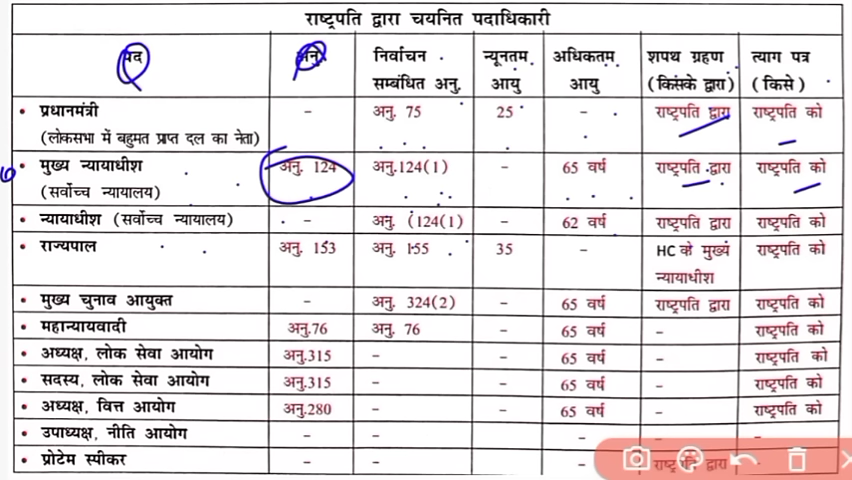 राष्ट्रपति द्वारा चयनित पदाधिकारी
पद अनु. निर्वाचन सम्बंधित अनु. न्यूनतम आयु अधिकतम आयु शपथ ग्रहण (किसके द्वारा) त्याग पत्र (किसे)
• प्रधानमंत्री (लोकसभा में बहुमत प्राप्त दल का नेता) – अनु. 75 25 – राष्ट्रपति द्वारा राष्ट्रपति को
• मुख्य न्यायाधीश (सर्वोच्च न्यायालय) अनु. 124 अनु.124(1) – 65 वर्ष राष्ट्रपति द्वारा राष्ट्रपति को
• न्यायाधीश (सर्वोच्च न्यायालय) – अनु. (124(1) – 62 वर्ष राष्ट्रपति द्वारा राष्ट्रपति को
• राज्यपाल अनु. 153 अनु. 155 35 – HC के मुख्य न्यायाधीश राष्ट्रपति को
• मुख्य चुनाव आयुक्त – अनु. 324(2) – 65 वर्ष राष्ट्रपति द्वारा राष्ट्रपति को
• महान्यायवादी अनु.76 अनु. 76 65 वर्ष – राष्ट्रपति को
• अध्यक्ष, लोक सेवा आयोग अनु.315 – 65 वर्ष – राष्ट्रपति को
• सदस्य, लोक सेवा आयोग अनु.315 – 65 वर्ष – राष्ट्रपति को
• अध्यक्ष, वित्त आयोग अनु.280 – 65 वर्ष – राष्ट्रपति को
• उपाध्यक्ष, नीति आयोग – – – – –
• प्रोटेम स्पीकर – – – राष्ट्रपति द्वारा